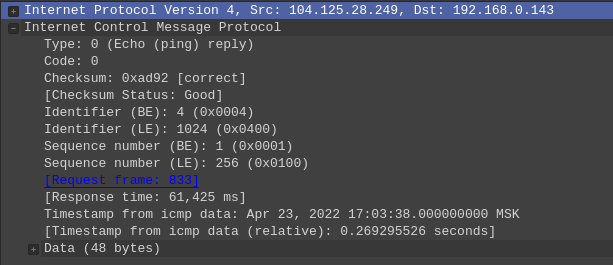 Internet Protocol Version 4, Src: 104.125.28.249, Dst: 192.168.0.143
Internet Control Message Protocol
Type: 0 (Echo (ping) reply)
Code: 0
Checksum: 0xad92 [correct]
[Checksum Status: Good]
Identifier (BE): 4 (0x0004)
Identifier (LE): 1024 (0x0400)
Sequence number (BE): 1 (0x0001)
Sequence number (LE): 256 (0x0100)
[Request frame: 833]
[Response time: 61,425 ms]
Timestamp from icmp data: Apr 23, 2022 17:03:38.000000000 MSK
[Timestamp from icmp data (relative): 0.269295526 seconds]
Data (48 bytes)